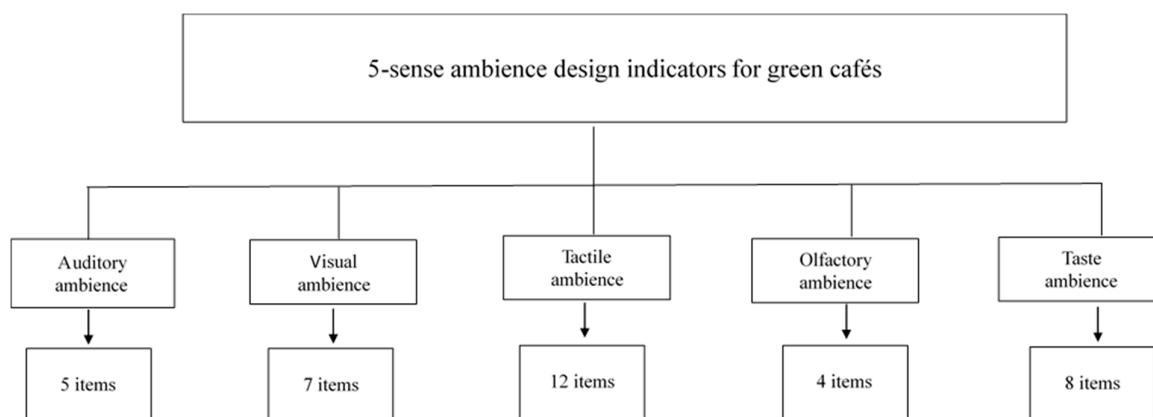 5-sense ambience design indicators for green cafés
Auditory
ambience
Visual
ambience
Tactile
ambience
Olfactory
ambience
Taste
ambience
5 items
7 items
12 items
4 items
8 items